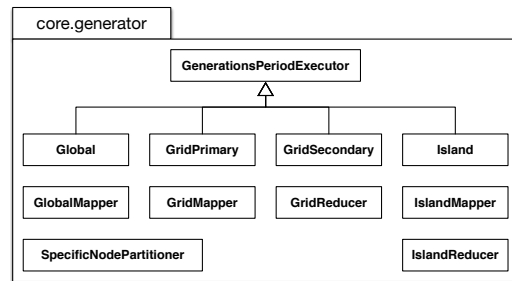 core.generator
GenerationsPeriodExecutor
Global
GridPrimary
GridSecondary
Island
GlobalMapper
GridMapper
GridReducer
IslandMapper
SpecificNodePartitioner
IslandReducer